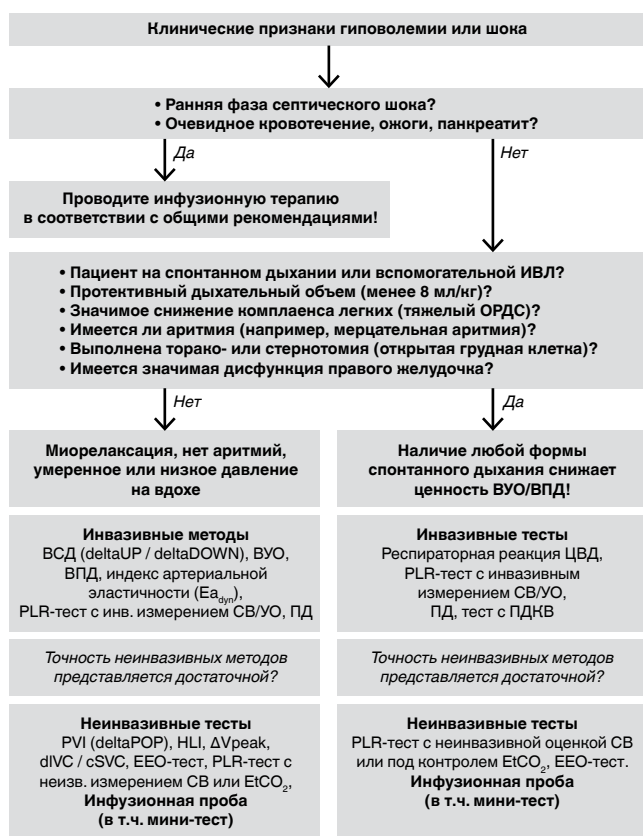 Клинические признаки гиповолемии или шока
• Ранняя фаза септического шока?
• Очевидное кровотечение, ожоги, панкреатит?
Да
Нет
Проводите инфузионную терапию
в соответствии с общими рекомендациями!
• Пациент на спонтанном дыхании или вспомогательной ИВЛ?
• Протективный дыхательный объем (менее 8 мл/кг)?
• Значимое снижение комплаенса легких (тяжелый ОРДС)?
• Имеется ли аритмия (например, мерцательная аритмия)?
• Выполнена торако- или стернотомия (открытая грудная клетка)?
• Имеется значимая дисфункция правого желудочка?
Нет
Да
Миорелаксация, нет аритмий,
умеренное или низкое давление
на вдохе
Наличие любой формы
спонтанного дыхания снижает
ценность ВУО/ВПД!
Инвазивные методы
ВСД (deltaUP / deltaDOWN), ВУО,
ВПД, индекс артериальной
эластичности (Ea_dyn),
PLR-тест с инв. измерением СВ/УО, ПД
Инвазивные тесты
Респираторная реакция ЦВД,
PLR-тест с инвазивным
измерением СВ/УО,
ПД, тест с ПДКВ
Точность неинвазивных методов
представляется достаточной?
Точность неинвазивных методов
представляется достаточной?
Неинвазивные тесты
PVI (deltaPOP), HLI, ΔVpeak,
dIVC / cSVC, EEO-тест, PLR-тест с
неизв. измерением СВ или EtCO₂,
Инфузионная проба
(в т.ч. мини-тест)
Неинвазивные тесты
PLR-тест с неинвазивной оценкой СВ
или под контролем EtCO₂, EEO-тест.
Инфузионная проба
(в т.ч. мини-тест)